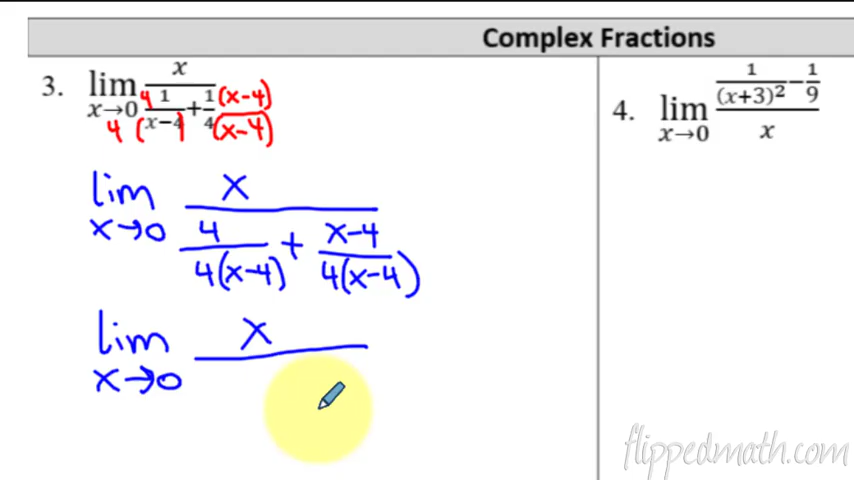 Complex Fractions
3. lim x→0 x / (1/(x−4) + 1/4)
4 4 ( ) (x-4) (x-4)
lim x→0 x / (4/(4(x-4)) + (x-4)/(4(x-4)))
lim x→0 x
4. lim x→0 (1/(x+3)² − 1/9) / x
flippedmath.com